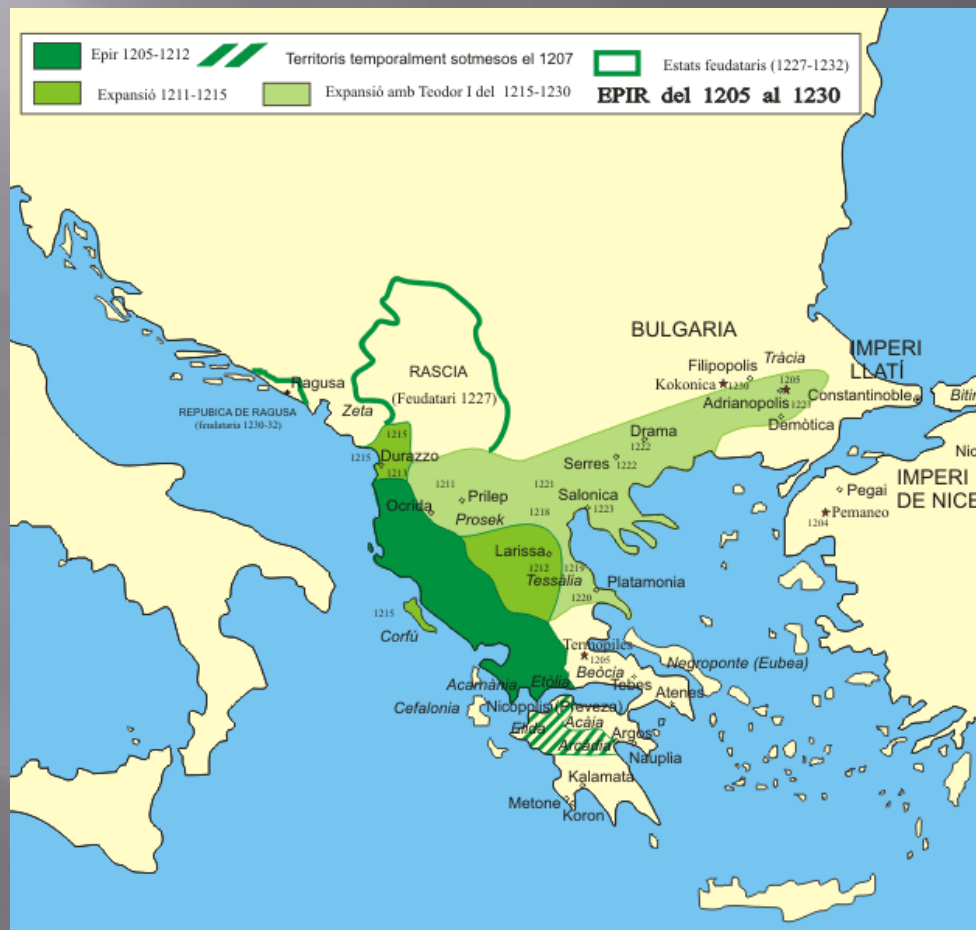 Epir 1205-1212
Territoris temporalment sotmesos el 1207
Estats feudataris (1227-1232)
Expansió 1211-1215
Expansió amb Teodor I del 1215-1230
EPIR del 1205 al 1230
BULGARIA
Filipopolis
Tràcia
IMPERI
LLATÍ
Kokonica
1230
1205
Ragusa
RASCIA
(Feudatari 1227)
Adrianopolis
1223
Constantinoble
Bitin
REPUBICA DE RAGUSA
(feudataria 1230-32)
Zeta
Demòtica
1215
Drama
1222
1215
Durazzo
1213
Serres
1222
Nic
IMPERI
DE NICE
1211
Prilep
1221
Salonica
1223
Pegai
Ocrida
Prosek
1218
Pemaneo
1204
Larissa
1212
1219
Tessàlia
Platamonia
1220
1215
Corfú
Termopiles
1205
Negroponte (Eubea)
Beòcia
Tebes
Acarnània
Etòlia
Atenes
Cefalonia
Nicopolis (Preveza)
Elida
Acàia
Arcàdia
Argos
Nauplia
Kalamata
Metone
Koron